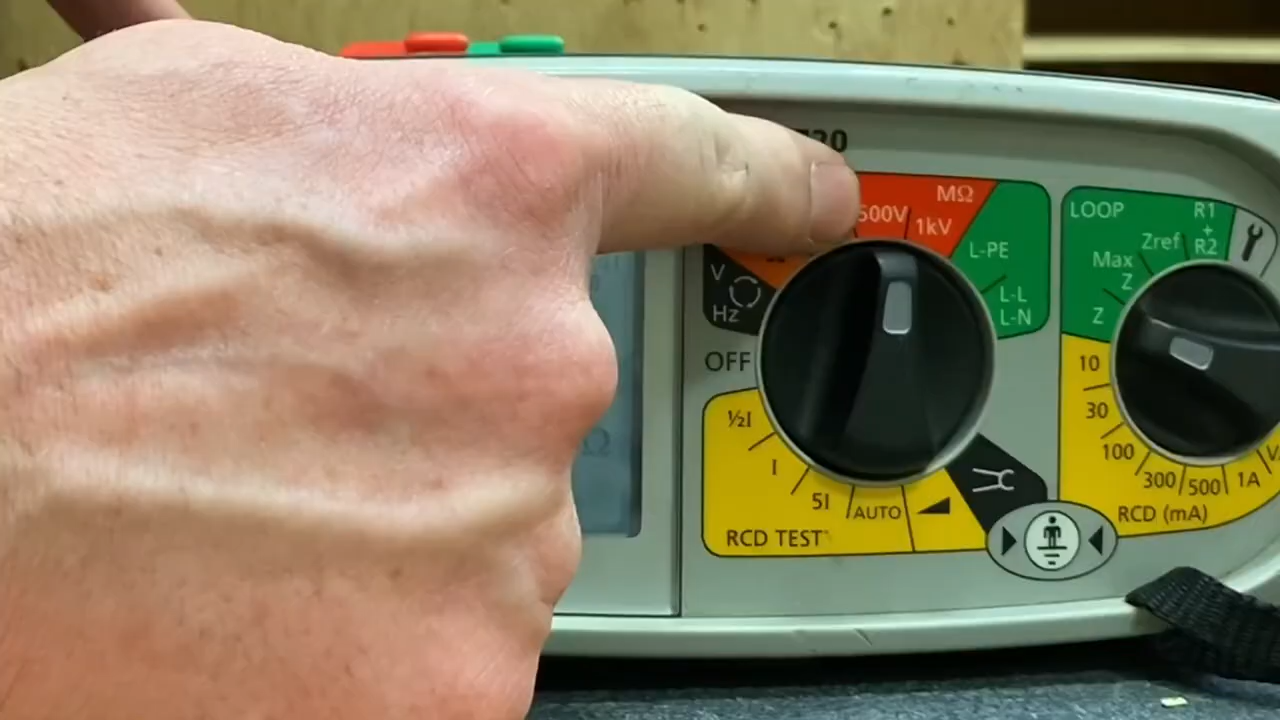 500V
MΩ
1kV
L-PE
L-L
L-N
V
Hz
OFF
½I
I
5I
AUTO
RCD TEST
LOOP
R1
+
R2
Zref
Max
Z
Z
10
30
100
300
500
1A
RCD (mA)